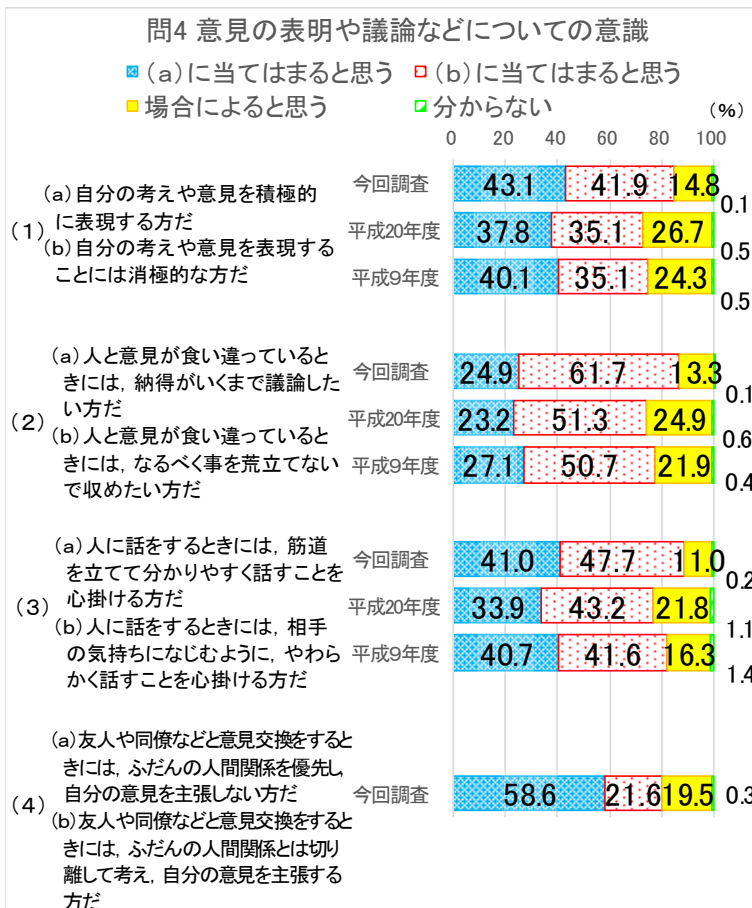 問4 意見の表明や議論などについての意識
(a)に当てはまると思う (b)に当てはまると思う
場合によると思う 分からない (%)
0 20 40 60 80 100
(1)
(a)自分の考えや意見を積極的
に表現する方だ
(b)自分の考えや意見を表現する
ことには消極的な方だ
今回調査 43.1 41.9 14.8 0.1
平成20年度 37.8 35.1 26.7 0.5
平成9年度 40.1 35.1 24.3 0.5
(2)
(a)人と意見が食い違っているとき
きには,納得がいくまで議論した
い方だ
(b)人と意見が食い違っていると
きには,なるべく事を荒立てない
で収めたい方だ
今回調査 24.9 61.7 13.3 0.1
平成20年度 23.2 51.3 24.9 0.6
平成9年度 27.1 50.7 21.9 0.4
(3)
(a)人に話をするときには,筋道
を立てて分かりやすく話すことを
心掛ける方だ
(b)人に話をするときには,相手
の気持ちになじむように,やわら
かく話すことを心掛ける方だ
今回調査 41.0 47.7 11.0 0.2
平成20年度 33.9 43.2 21.8 1.1
平成9年度 40.7 41.6 16.3 1.4
(4)
(a)友人や同僚などと意見交換をすると
きには,ふだんの人間関係を優先し,
自分の意見を主張しない方だ
(b)友人や同僚などと意見交換をすると
きには,ふだんの人間関係とは切り
離して考え,自分の意見を主張する
方だ
今回調査 58.6 21.6 19.5 0.3